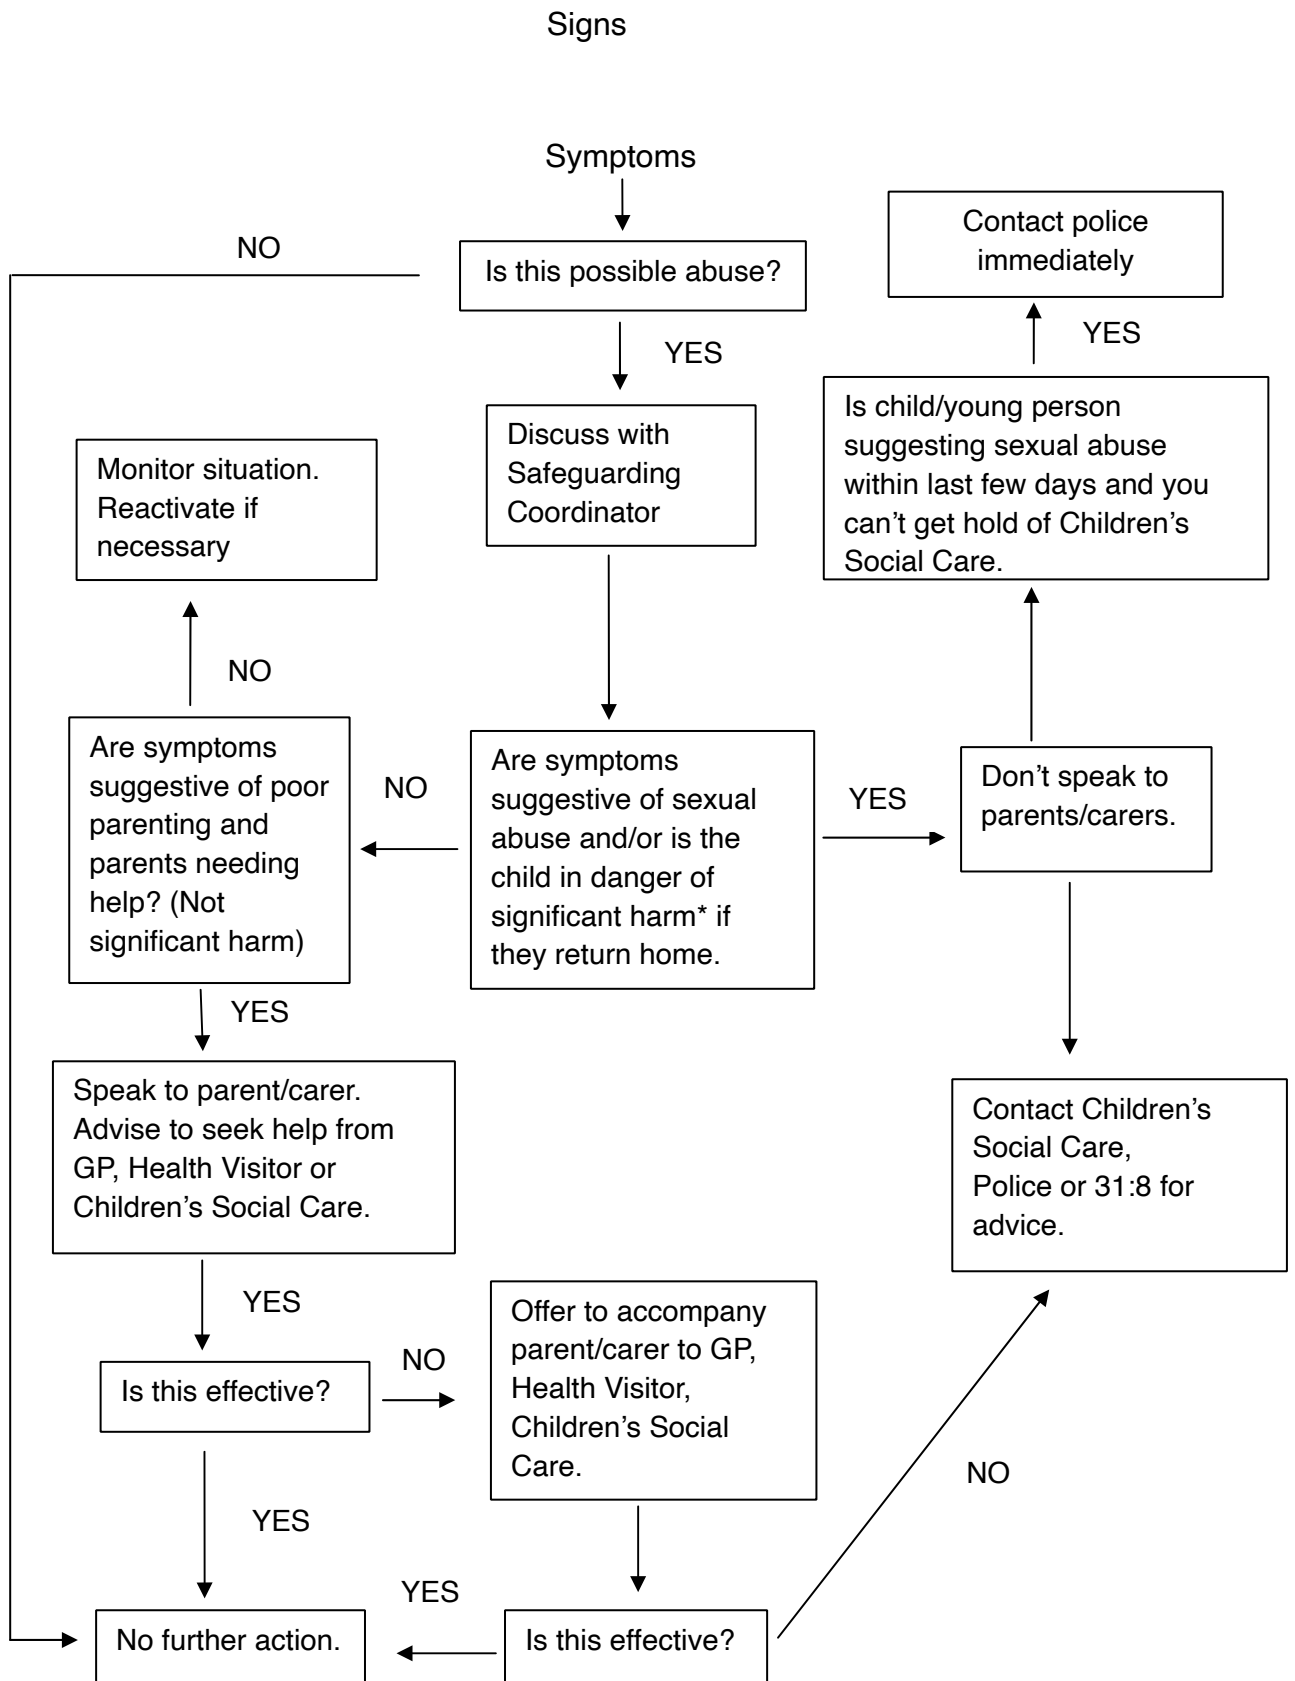 Signs
Symptoms
NO
Is this possible abuse?
Contact police
immediately
YES
YES
Is child/young person
suggesting sexual abuse
within last few days and you
can’t get hold of Children’s
Social Care.
Discuss with
Safeguarding
Coordinator
Monitor situation.
Reactivate if
necessary
NO
Are symptoms
suggestive of poor
parenting and
parents needing
help? (Not
significant harm)
NO
Are symptoms
suggestive of sexual
abuse and/or is the
child in danger of
significant harm* if
they return home.
YES
Don’t speak to
parents/carers.
YES
Speak to parent/carer.
Advise to seek help from
GP, Health Visitor or
Children’s Social Care.
Contact Children’s
Social Care,
Police or 31:8 for
advice.
YES
Is this effective?
NO
Offer to accompany
parent/carer to GP,
Health Visitor,
Children’s Social
Care.
NO
YES
YES
No further action.
Is this effective?